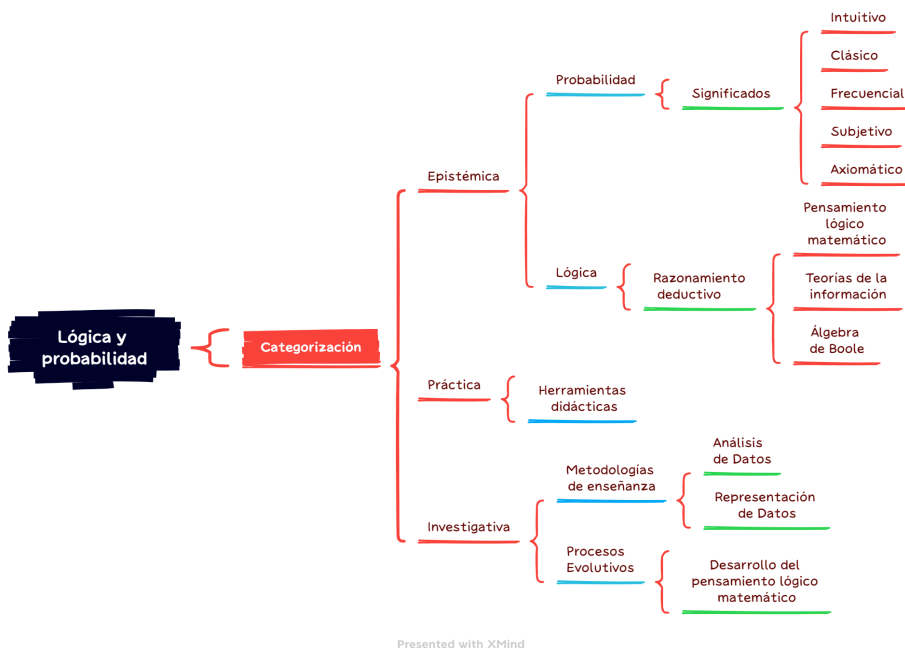 Lógica y
probabilidad
Categorización
Epistémica
Probabilidad
Significados
Intuitivo
Clásico
Frecuencial
Subjetivo
Axiomático
Lógica
Razonamiento
deductivo
Pensamiento
lógico
matemático
Teorías de la
información
Álgebra
de Boole
Práctica
Herramientas
didácticas
Investigativa
Metodologías
de enseñanza
Análisis
de Datos
Representación
de Datos
Procesos
Evolutivos
Desarrollo del
pensamiento lógico
matemático
Presented with XMind